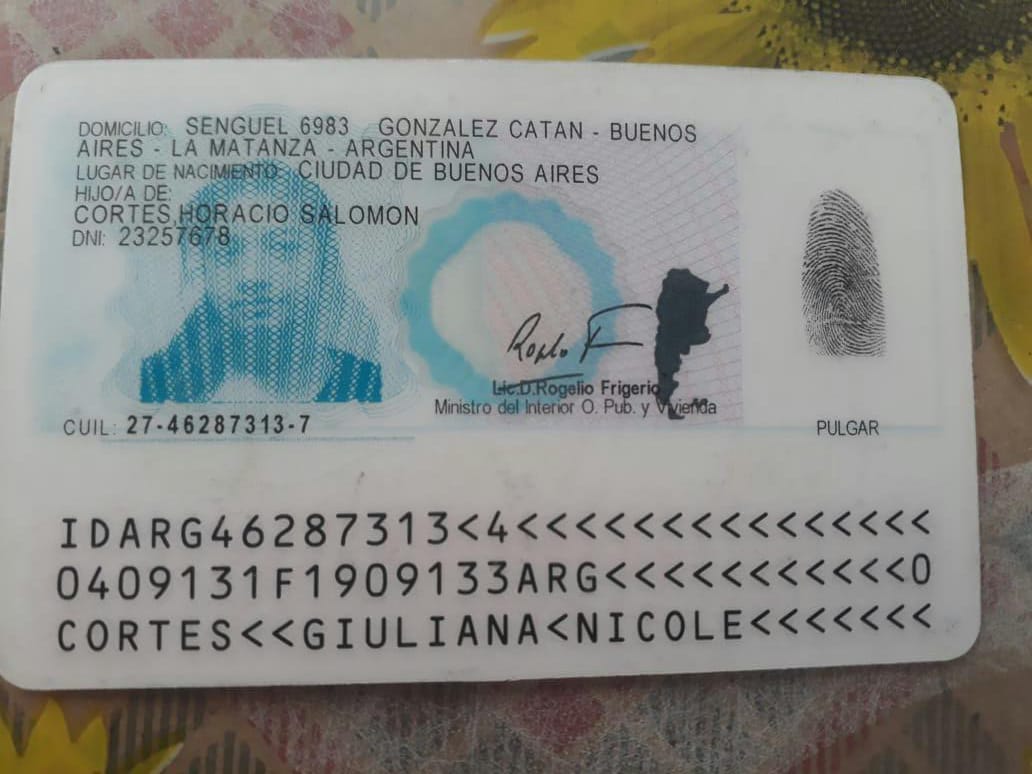 DOMICILIO: SENGUEL 6983 GONZALEZ CATAN - BUENOS
AIRES - LA MATANZA - ARGENTINA
LUGAR DE NACIMIENTO: CIUDAD DE BUENOS AIRES
HIJO/A DE:
CORTES,HORACIO SALOMON
DNI: 23257678
Lic.D.Rogelio Frigerio
Ministro del Interior O. Pub. y Vivienda
CUIL: 27-46287313-7
PULGAR
IDARG46287313<4<<<<<<<<<<<<<<<
0409131F1909133ARG<<<<<<<<<<<0
CORTES<<GIULIANA<NICOLE<<<<<<<